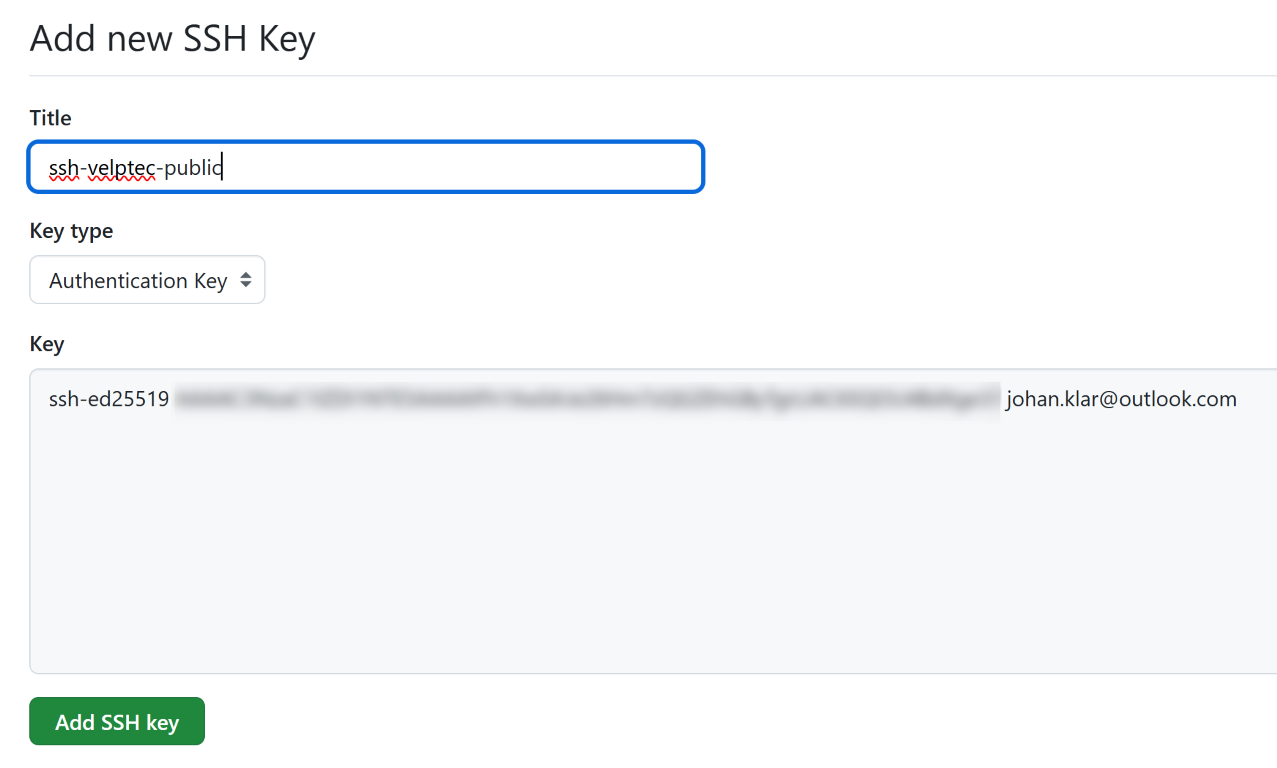 Add new SSH Key
Title
ssh-velptec-public
Key type
Authentication Key
Key
ssh-ed25519 johan.klar@outlook.com
Add SSH key